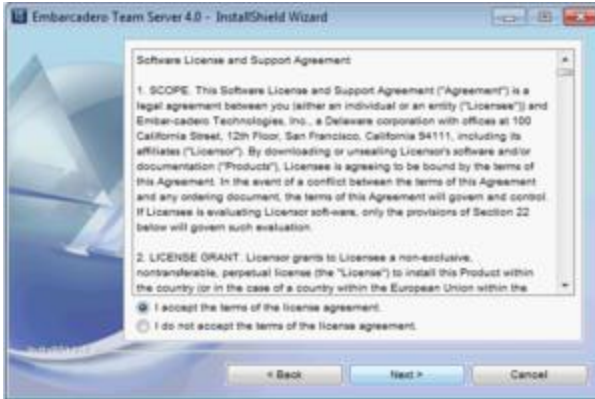 Embarcadero Team Server 4.0 - InstallShield Wizard
Software License and Support Agreement
1. SCOPE. This Software License and Support Agreement ("Agreement") is a
legal agreement between you (either an individual or an entity ("Licensee")) and
Embar-cadero Technologies, Inc., a Delaware corporation with offices at 100
California Street, 12th Floor, San Francisco, California 94111, including its
affiliates ("Licensor"). By downloading or unsealing Licensor's software and/or
documentation ("Products"), Licensee is agreeing to be bound by the terms of
this Agreement. In the event of a conflict between the terms of this Agreement
and any ordering document, the terms of this Agreement will govern and control.
If Licensee is evaluating Licensor soft-ware, only the provisions of Section 22
below will govern such evaluation.
2. LICENSE GRANT. Licensor grants to Licensee a non-exclusive,
nontransferable, perpetual license (the "License") to install this Product within
the country (or in the case of a country within the European Union within the
I accept the terms of the license agreement.
I do not accept the terms of the license agreement.
InstallShield
< Back
Next >
Cancel